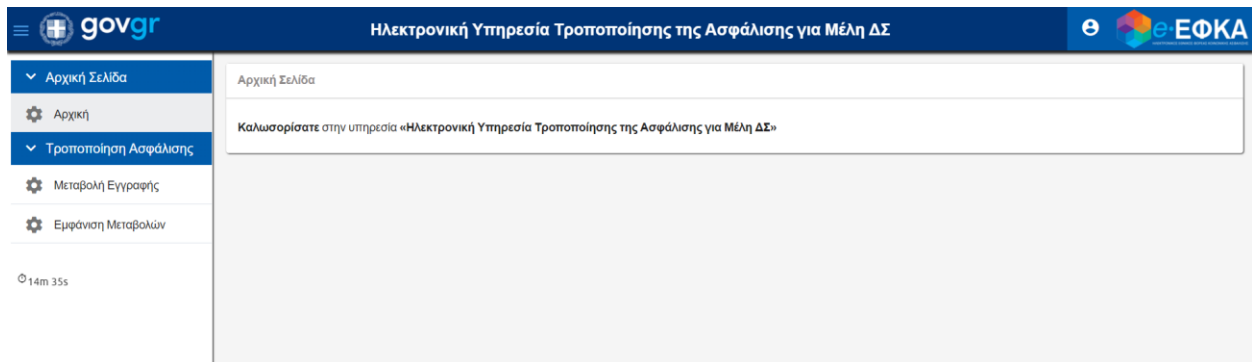 govgr
Ηλεκτρονική Υπηρεσία Τροποποίησης της Ασφάλισης για Μέλη ΔΣ
e-ΕΦΚΑ
Αρχική Σελίδα
Αρχική
Τροποποίηση Ασφάλισης
Μεταβολή Εγγραφής
Εμφάνιση Μεταβολών
14m 35s
Αρχική Σελίδα
Καλωσορίσατε στην υπηρεσία «Ηλεκτρονική Υπηρεσία Τροποποίησης της Ασφάλισης για Μέλη ΔΣ»